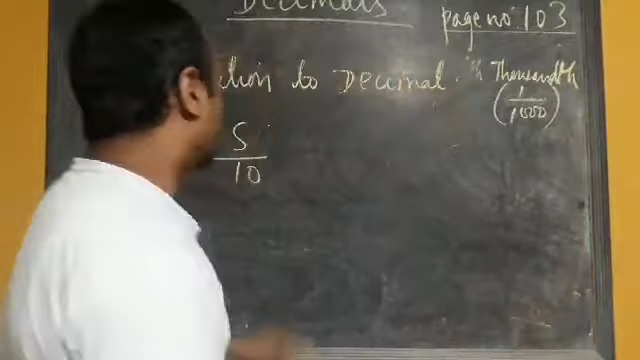 Decimals
page no: 103
tion to Decimal. Thousandth
5/10
(1/1000)